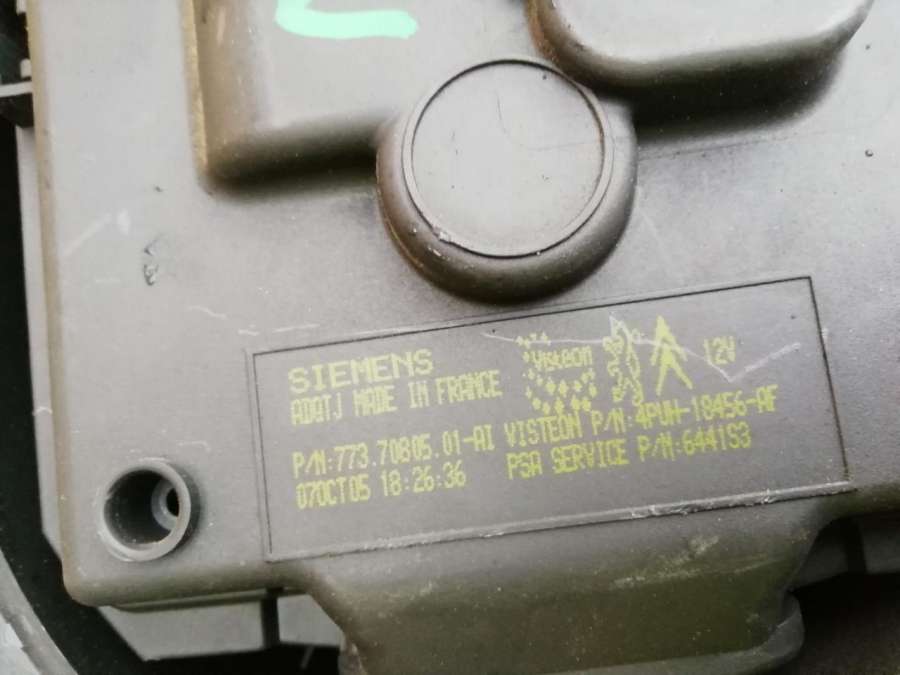 SIEMENS
ADQTJ MADE IN FRANCE
Visteon
12V
P/N:773.70805.01-AI VISTEON P/N:4PUH-18456-AF
07OCT05 18:26:36 PSA SERVICE P/N:6441S3